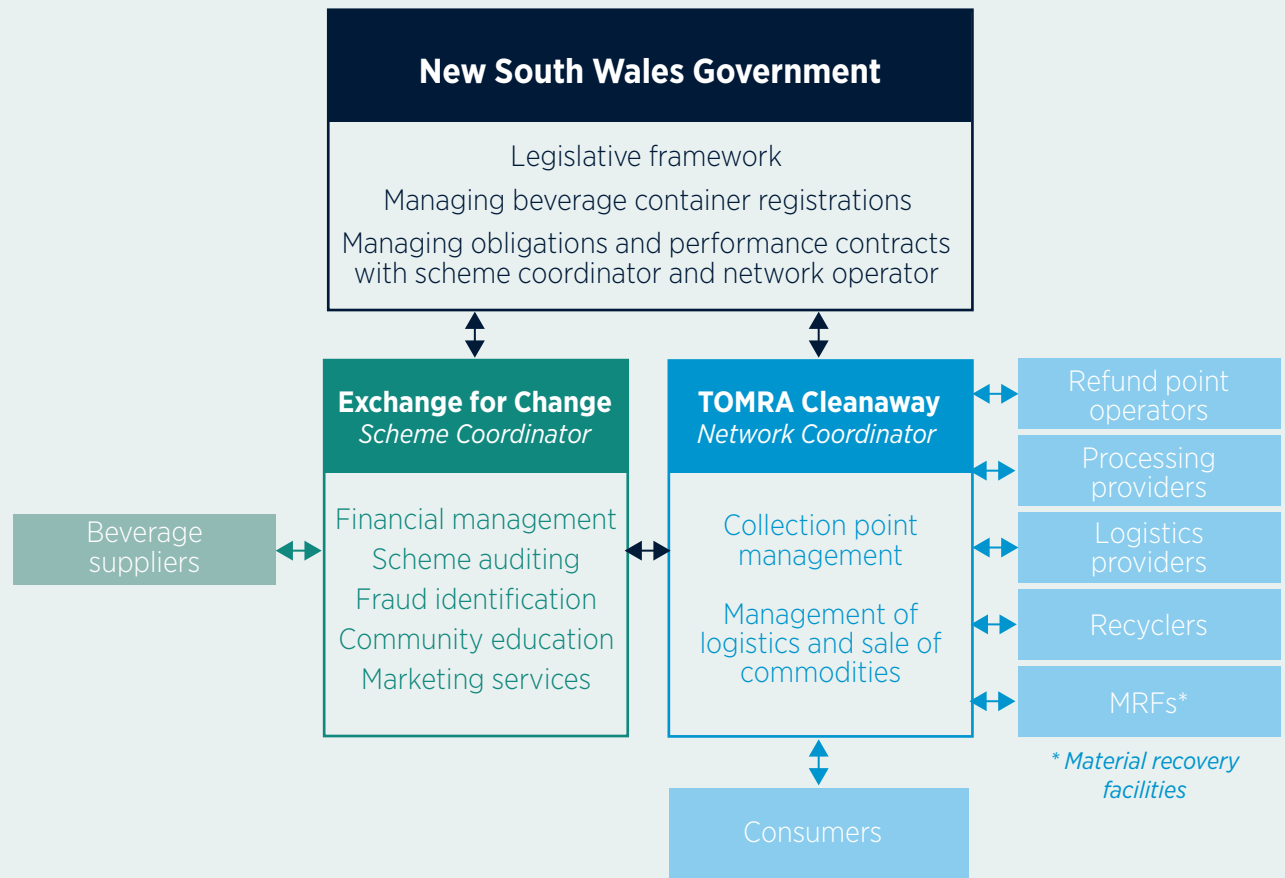 New South Wales Government
Legislative framework
Managing beverage container registrations
Managing obligations and performance contracts
with scheme coordinator and network operator
Exchange for Change
Scheme Coordinator
Financial management
Scheme auditing
Fraud identification
Community education
Marketing services
Beverage
suppliers
TOMRA Cleanaway
Network Coordinator
Collection point
management
Management of
logistics and sale of
commodities
Refund point
operators
Processing
providers
Logistics
providers
Recyclers
MRFs*
* Material recovery
facilities
Consumers